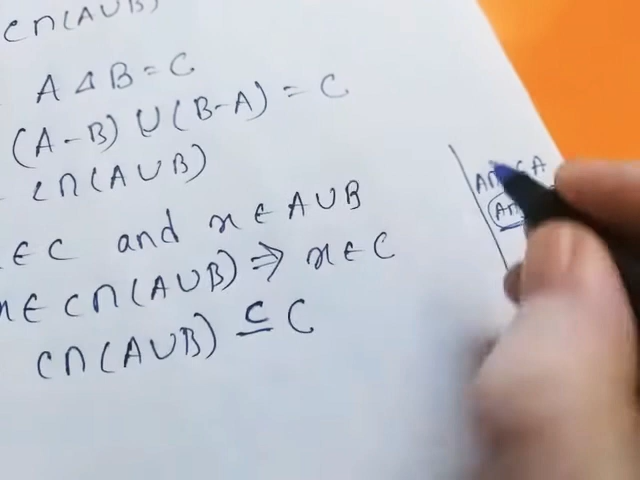 C∩(A∪B)
A Δ B = C
(A-B) ∪ (B-A) = C
C∩(A∪B)
∈ C and x ∈ A∪B
x ∈ C∩(A∪B) ⇒ x ∈ C
C∩(A∪B) ⊆ C